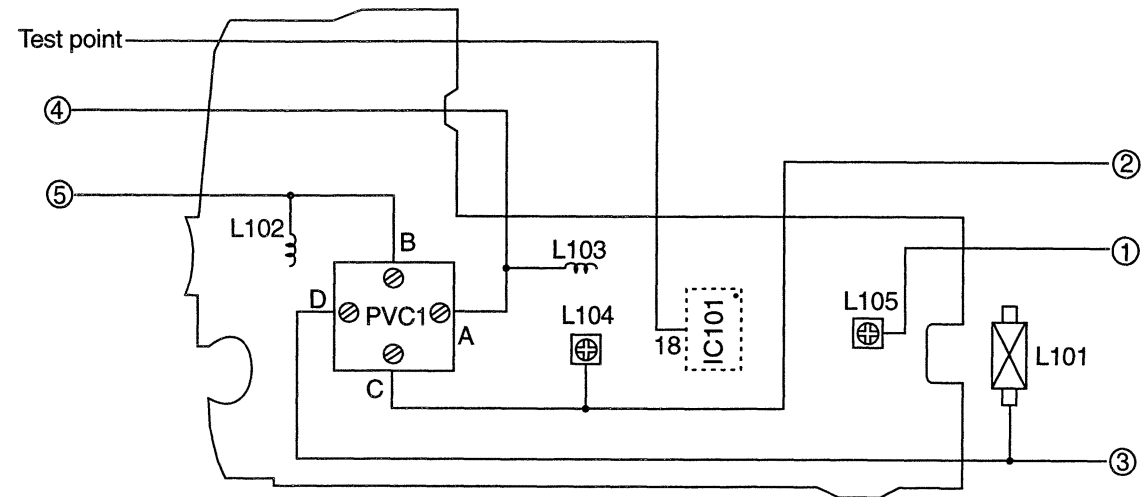 Test point
④
②
⑤
L102
B
L103
①
D
PVC1
A
L104
L105
18
IC101
L101
C
③